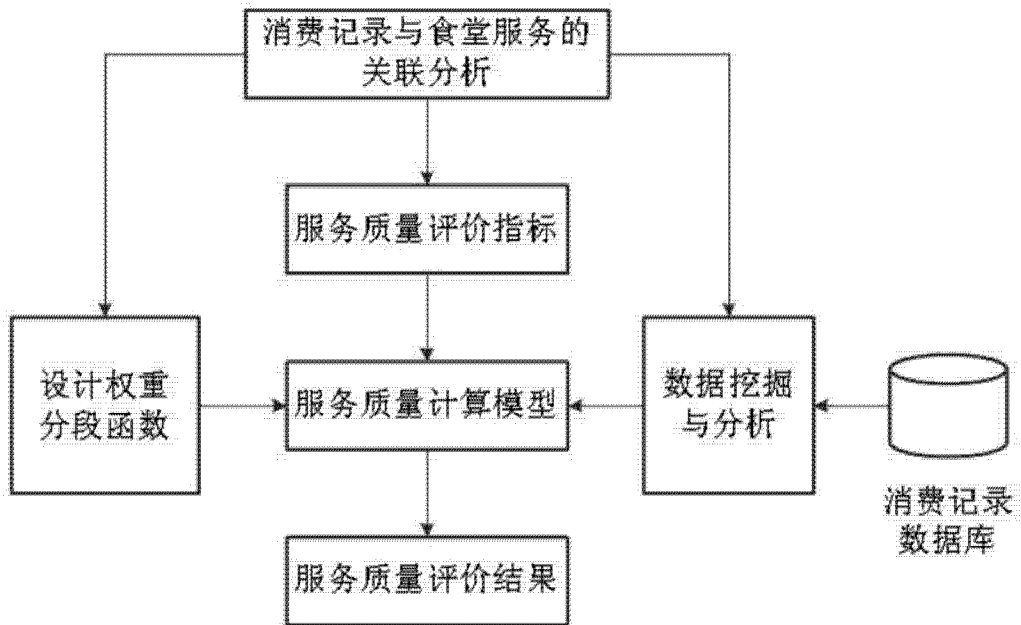 消费记录与食堂服务的
关联分析
服务质量评价指标
设计权重
分段函数
服务质量计算模型
数据挖掘
与分析
消费记录
数据库
服务质量评价结果